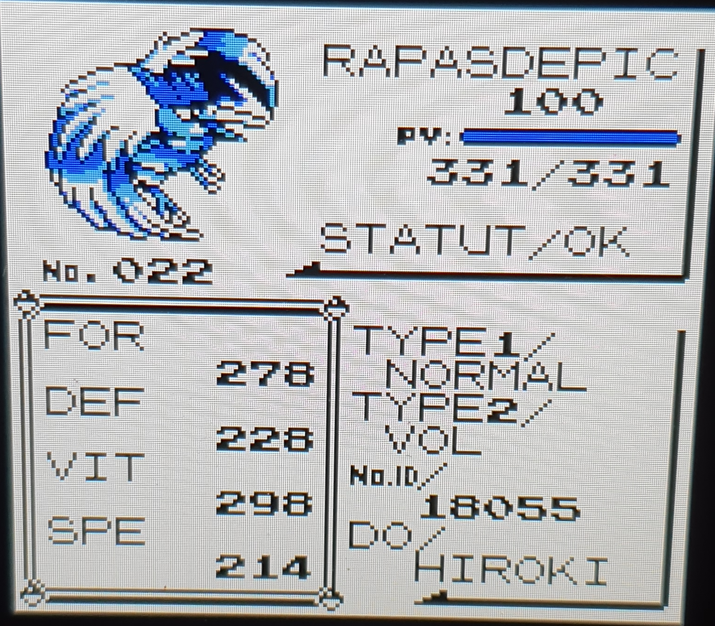 RAPASDEPIC
100
PV:
331/331
STATUT/OK
No. 022
FOR
278
DEF
228
VIT
298
SPE
214
TYPE1/
NORMAL
TYPE2/
VOL
No.ID/
18055
DO/
HIROKI